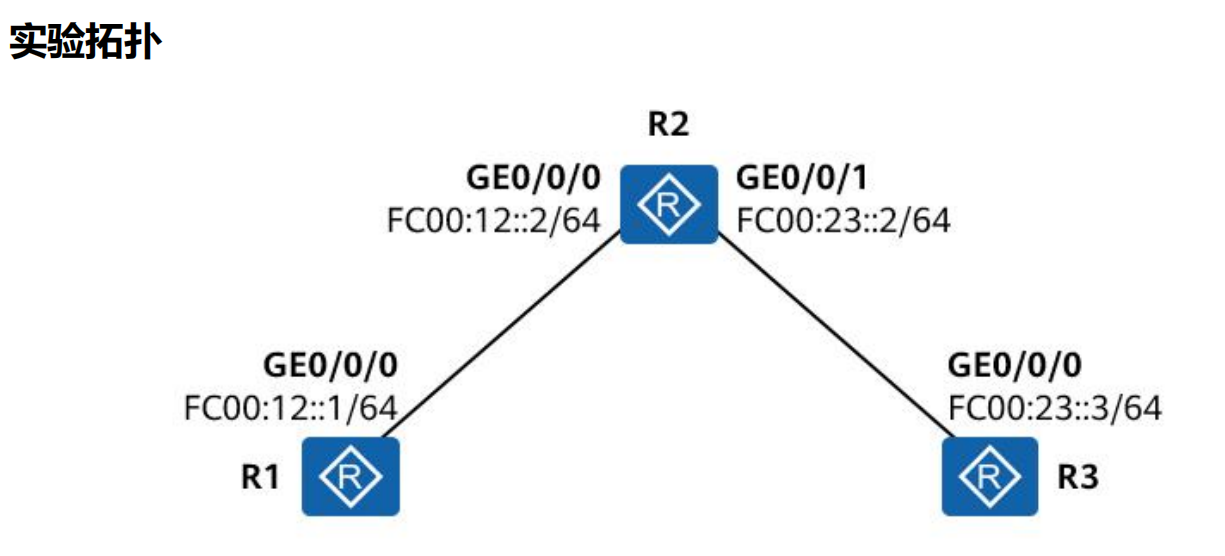 实验拓扑
R2
GE0/0/0
FC00:12::2/64
R
GE0/0/1
FC00:23::2/64
GE0/0/0
FC00:12::1/64
R1
R
GE0/0/0
FC00:23::3/64
R
R3